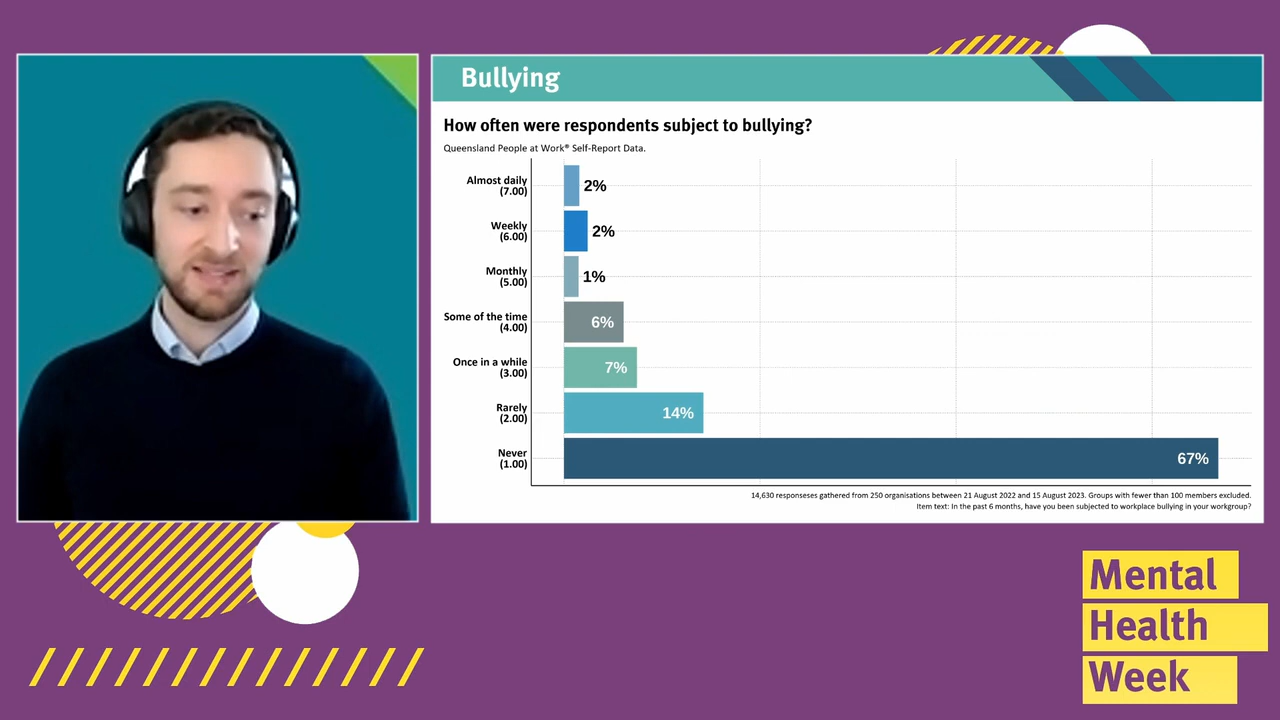 Bullying
How often were respondents subject to bullying?
Queensland People at Work® Self-Report Data.
Almost daily
(7.00)
2%
Weekly
(6.00)
2%
Monthly
(5.00)
1%
Some of the time
(4.00)
6%
Once in a while
(3.00)
7%
Rarely
(2.00)
14%
Never
(1.00)
67%
14,630 responseses gathered from 250 organisations between 21 August 2022 and 15 August 2023. Groups with fewer than 100 members excluded.
Item text: In the past 6 months, have you been subjected to workplace bullying in your workgroup?
Mental
Health
Week